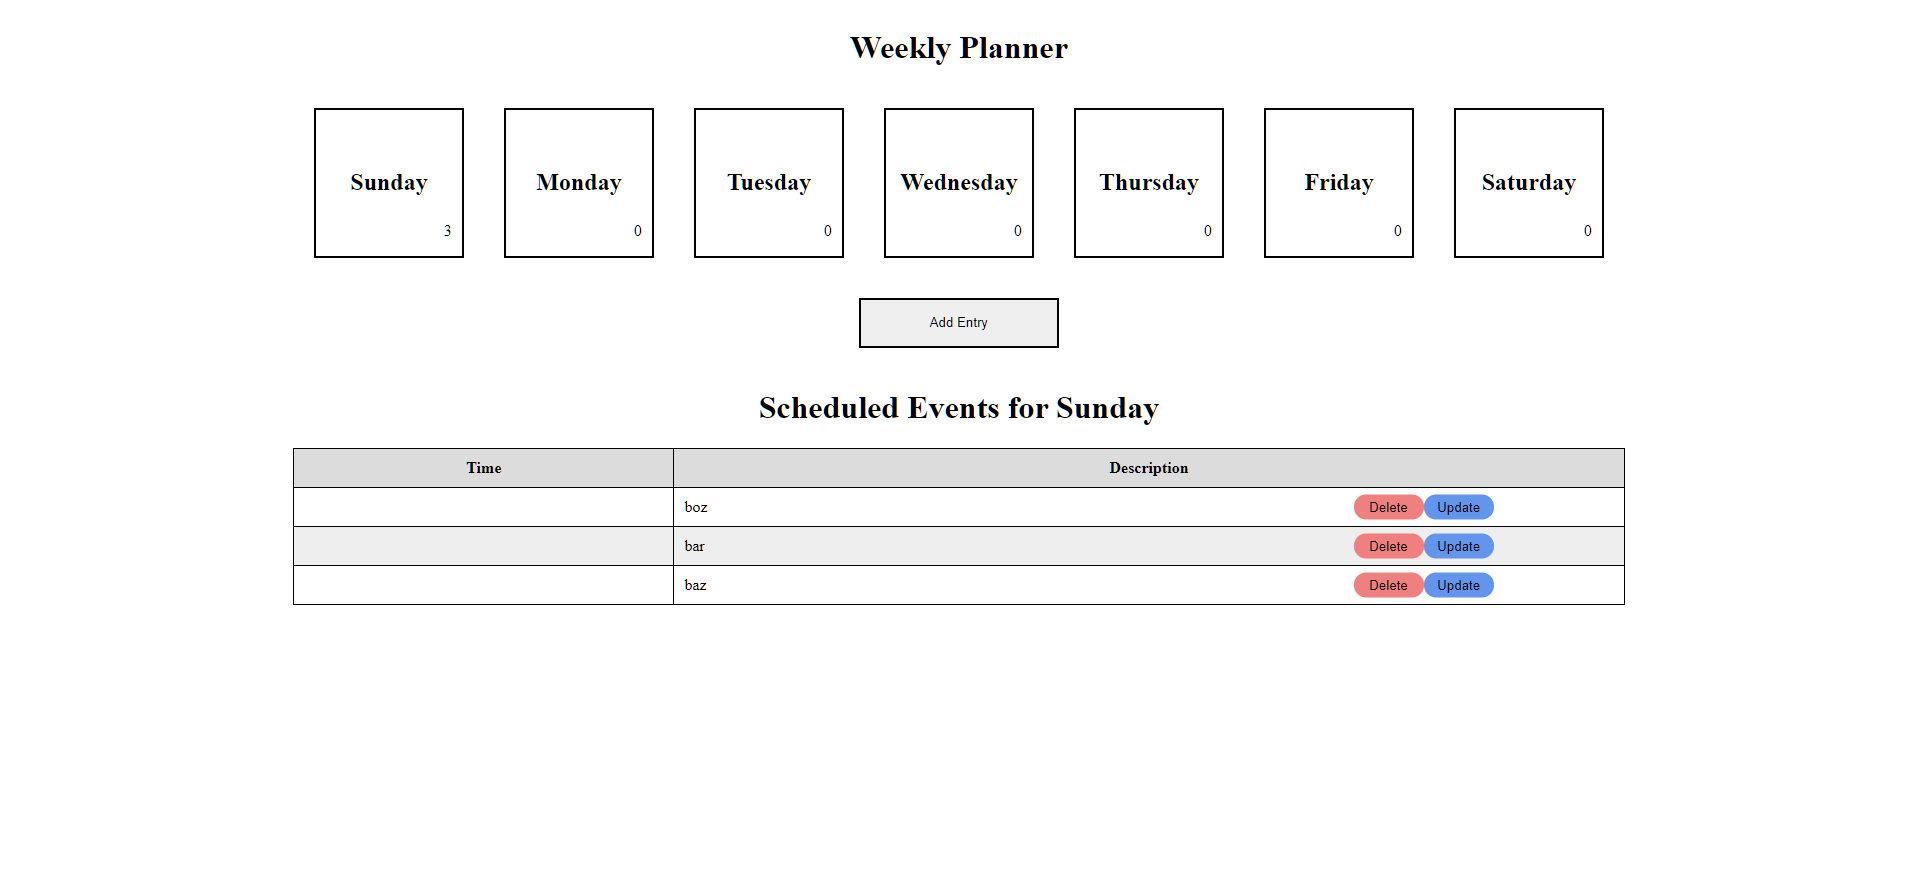 Weekly Planner
Sunday Monday Tuesday Wednesday Thursday Friday Saturday
3 0 0 0 0 0 0
Add Entry
Scheduled Events for Sunday
Time Description
boz Delete Update
bar Delete Update
baz Delete Update